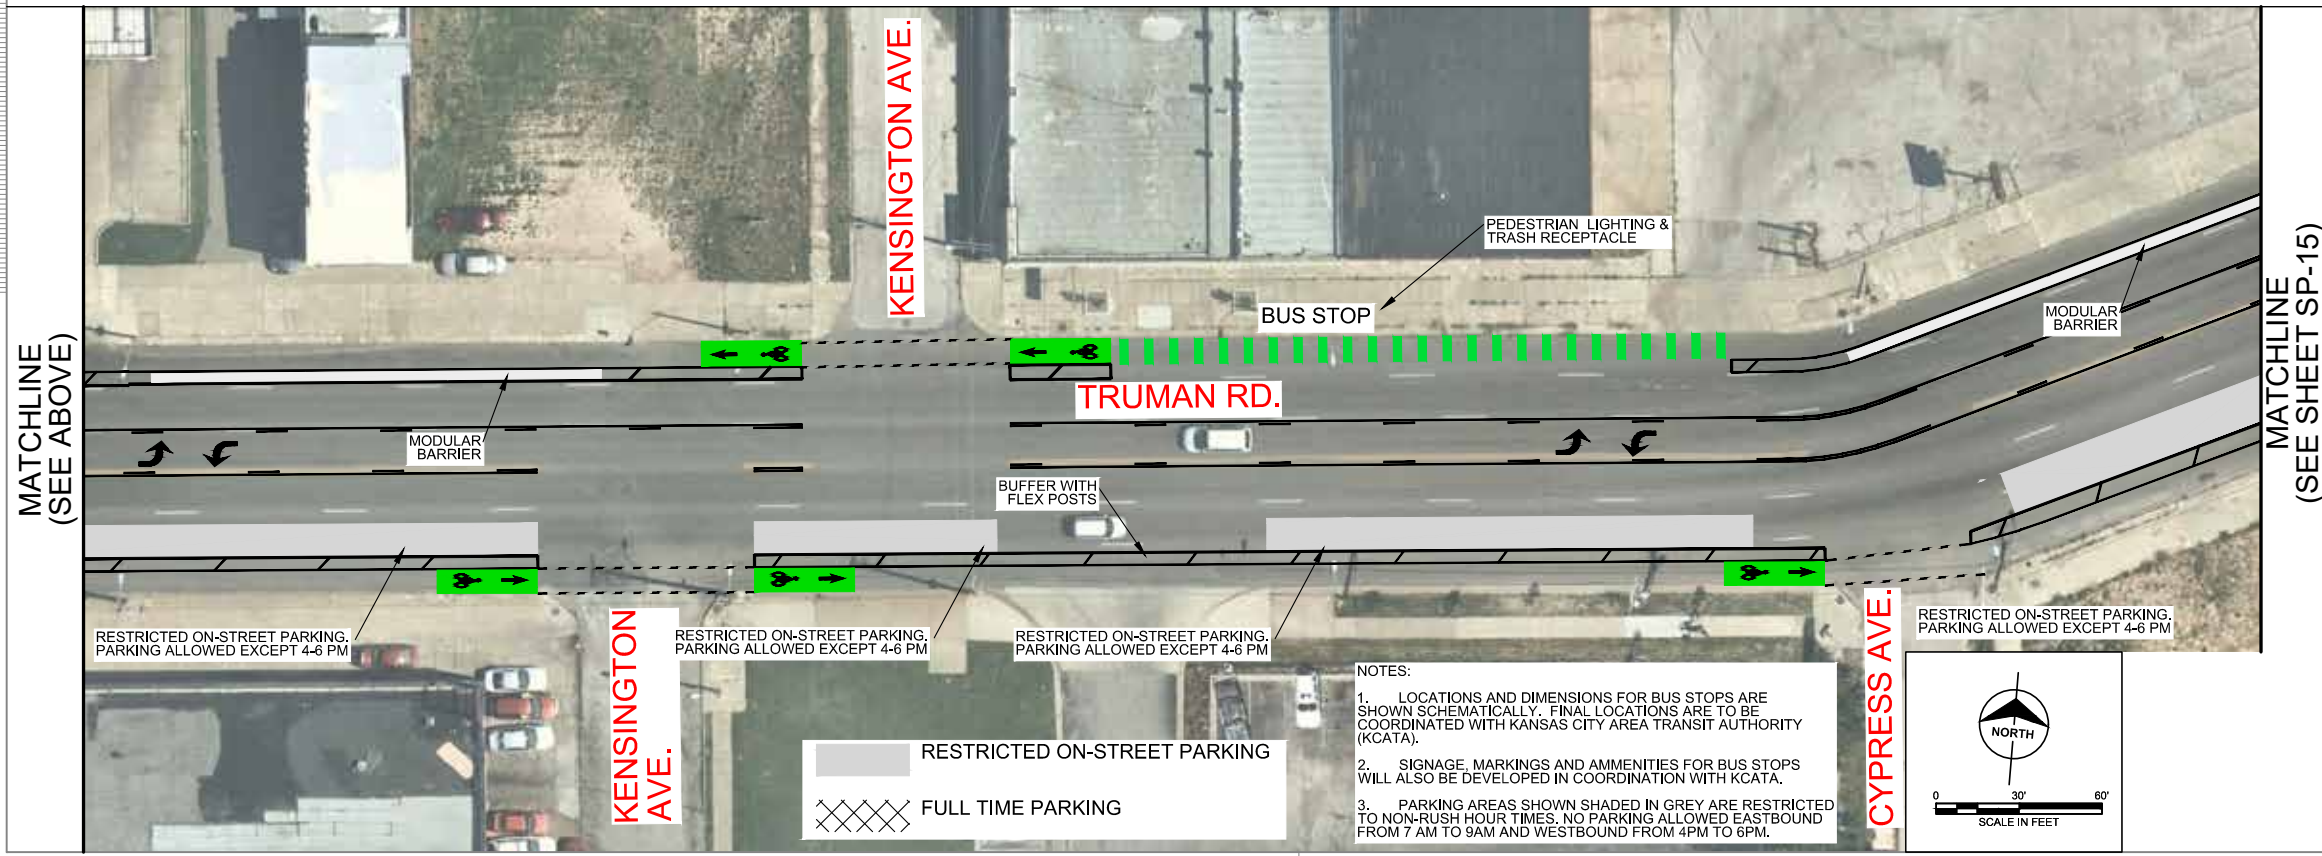 KENSINGTON AVE.
PEDESTRIAN LIGHTING &
TRASH RECEPTACLE
BUS STOP
MODULAR
BARRIER
MATCHLINE
(SEE ABOVE)
MATCHLINE
(SEE SHEET SP-15)
TRUMAN RD.
MODULAR
BARRIER
BUFFER WITH
FLEX POSTS
RESTRICTED ON-STREET PARKING.
PARKING ALLOWED EXCEPT 4-6 PM
KENSINGTON
AVE.
RESTRICTED ON-STREET PARKING.
PARKING ALLOWED EXCEPT 4-6 PM
RESTRICTED ON-STREET PARKING.
PARKING ALLOWED EXCEPT 4-6 PM
CYPRESS AVE.
RESTRICTED ON-STREET PARKING.
PARKING ALLOWED EXCEPT 4-6 PM
RESTRICTED ON-STREET PARKING
FULL TIME PARKING
NOTES:
1. LOCATIONS AND DIMENSIONS FOR BUS STOPS ARE
SHOWN SCHEMATICALLY. FINAL LOCATIONS ARE TO BE
COORDINATED WITH KANSAS CITY AREA TRANSIT AUTHORITY
(KCATA).
2. SIGNAGE, MARKINGS AND AMMENITIES FOR BUS STOPS
WILL ALSO BE DEVELOPED IN COORDINATION WITH KCATA.
3. PARKING AREAS SHOWN SHADED IN GREY ARE RESTRICTED
TO NON-RUSH HOUR TIMES. NO PARKING ALLOWED EASTBOUND
FROM 7 AM TO 9AM AND WESTBOUND FROM 4PM TO 6PM.
NORTH
0 30' 60'
SCALE IN FEET